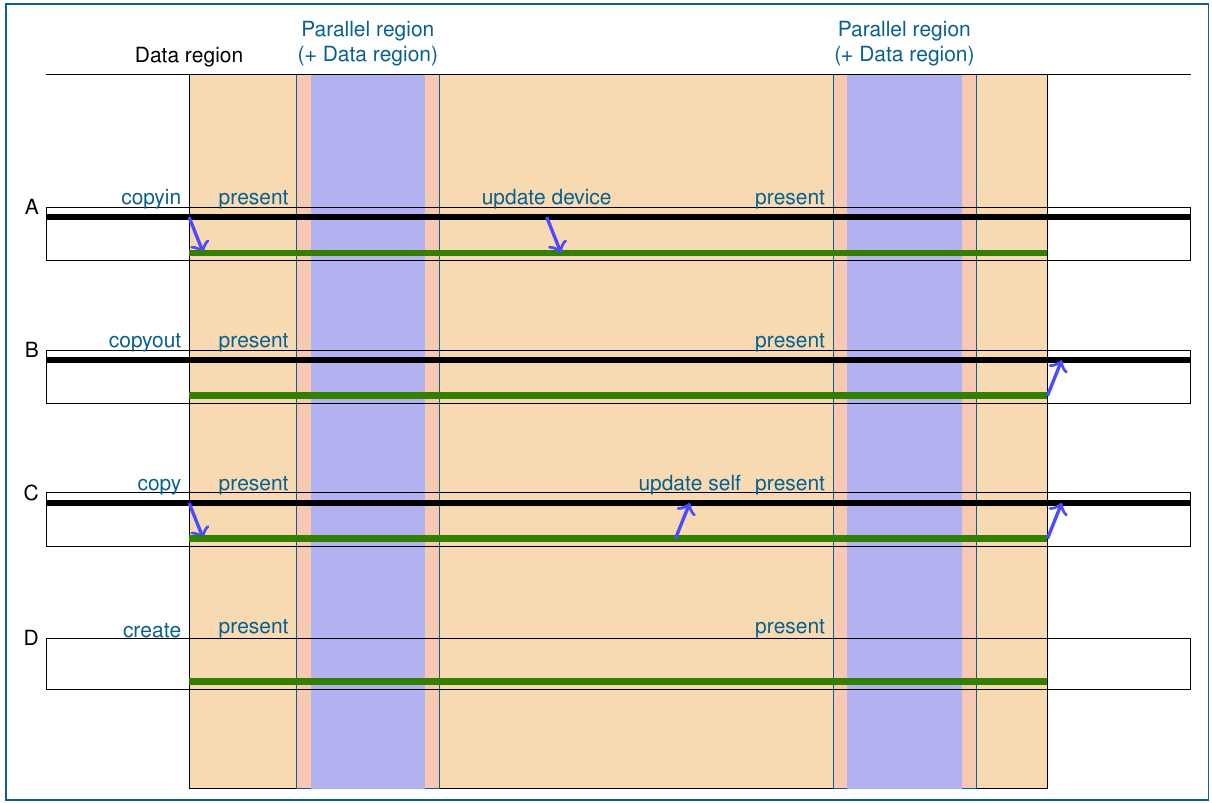 Parallel region
(+ Data region)
Parallel region
(+ Data region)
Data region
copyin present update device present
A
copyout present present
B
copy present update self present
C
create present present
D